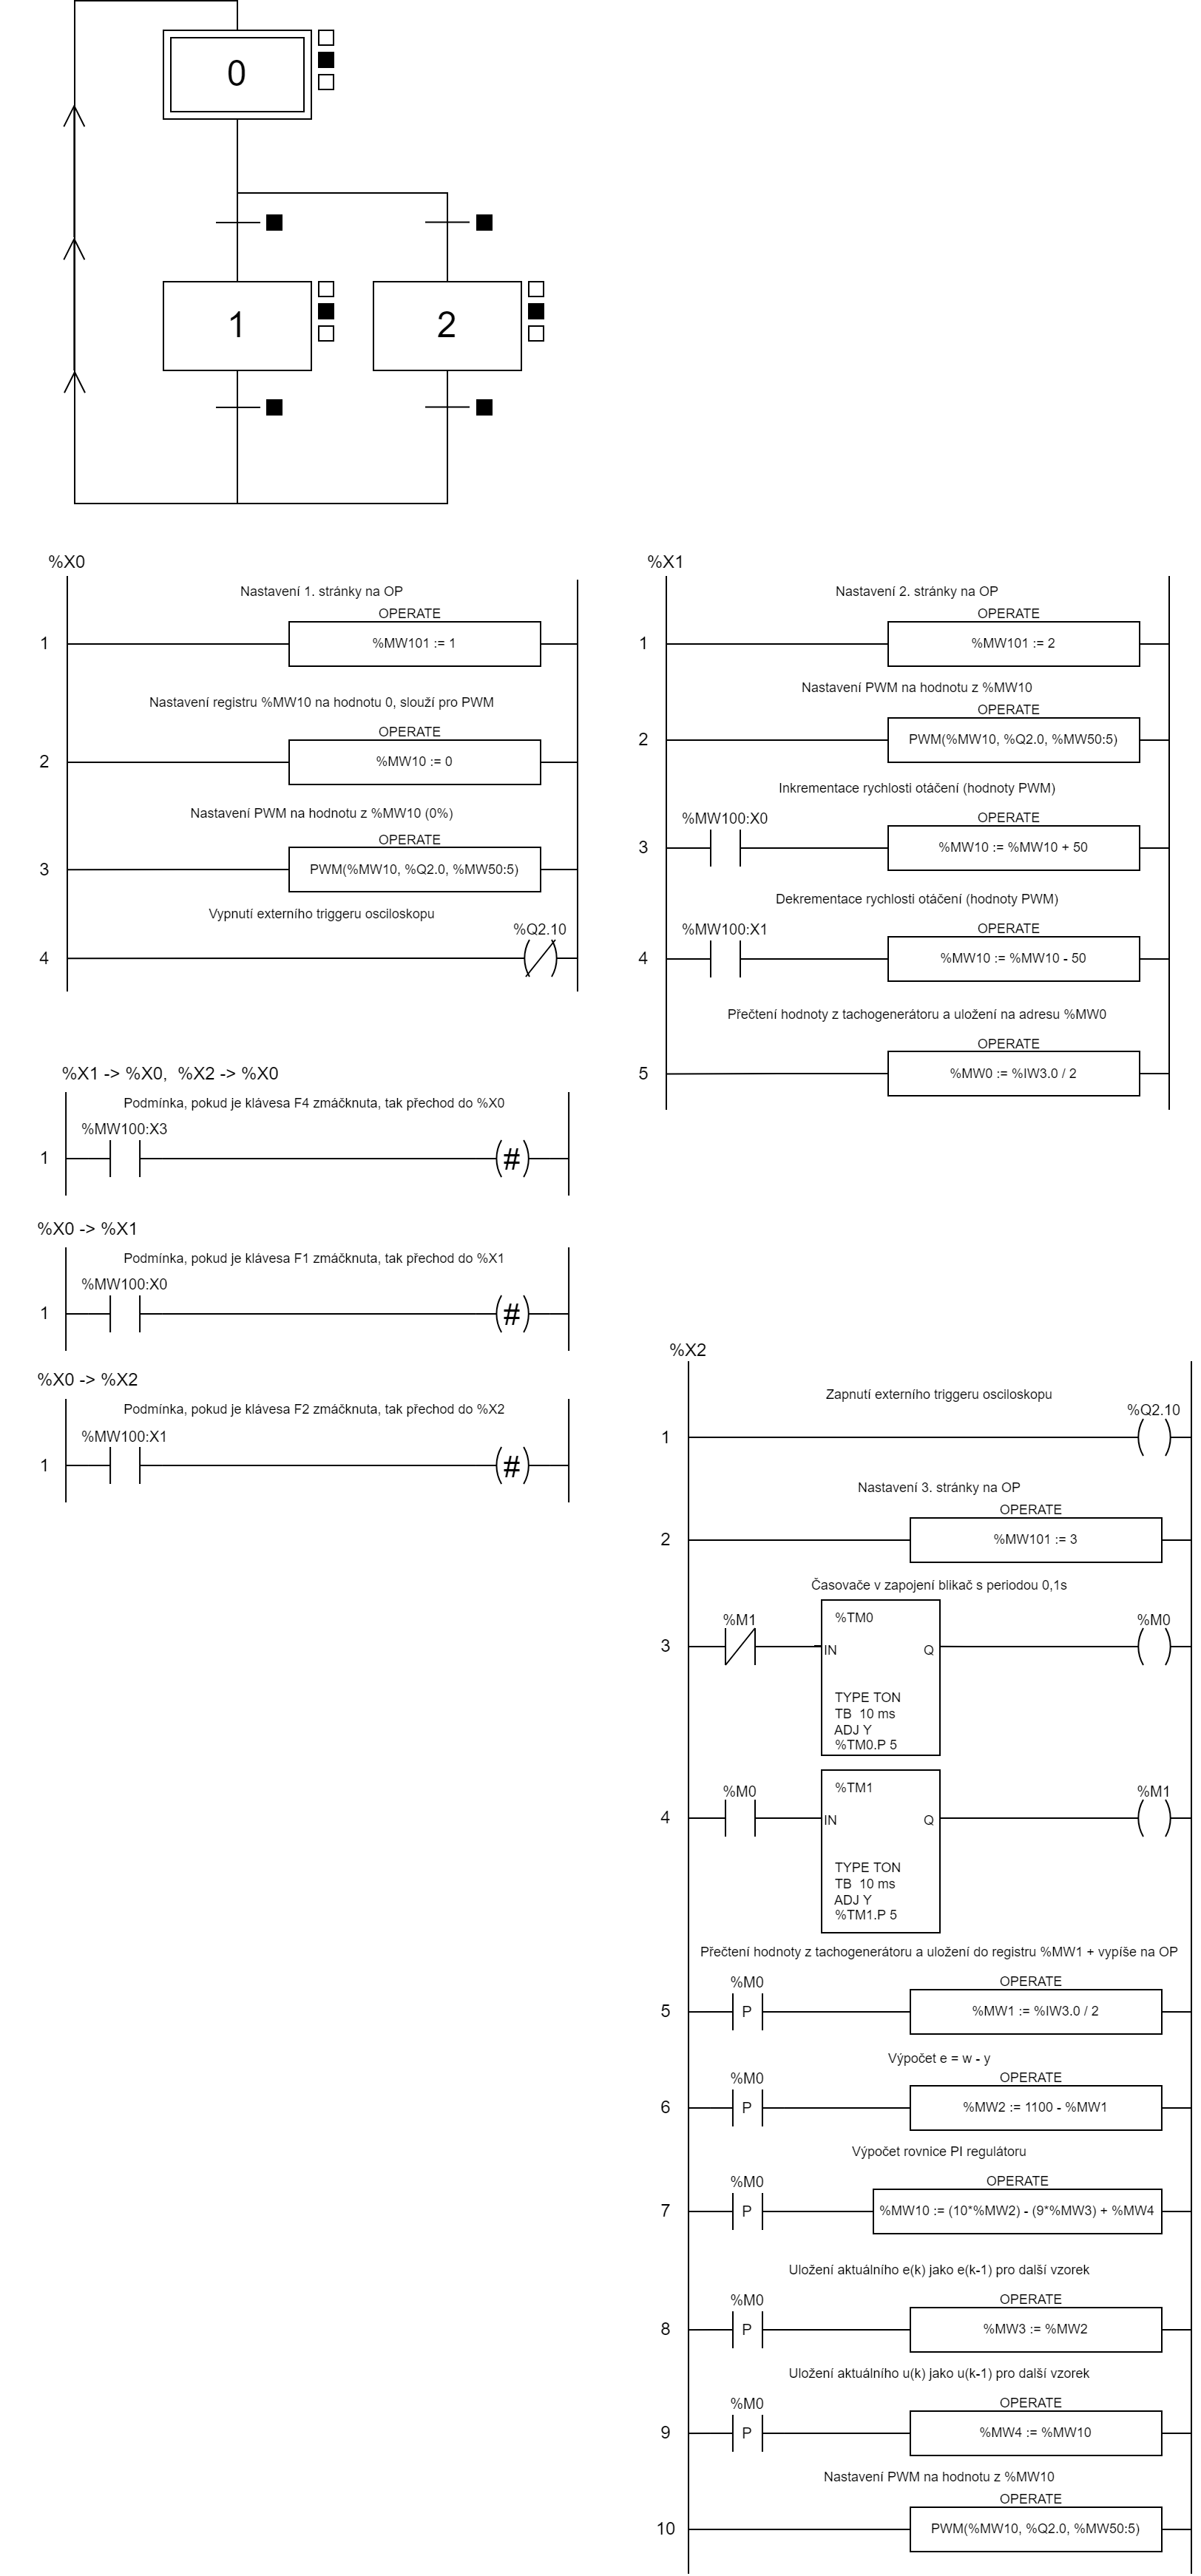 0
1
2
%X0
Nastavení 1. stránky na OP
OPERATE
1
%MW101 := 1
Nastavení registru %MW10 na hodnotu 0, slouží pro PWM
OPERATE
2
%MW10 := 0
Nastavení PWM na hodnotu z %MW10 (0%)
OPERATE
3
PWM(%MW10, %Q2.0, %MW50:5)
Vypnutí externího triggeru osciloskopu
%Q2.10
4
%X1
Nastavení 2. stránky na OP
OPERATE
1
%MW101 := 2
Nastavení PWM na hodnotu z %MW10
OPERATE
2
PWM(%MW10, %Q2.0, %MW50:5)
Inkrementace rychlosti otáčení (hodnoty PWM)
%MW100:X0
OPERATE
3
%MW10 := %MW10 + 50
Dekrementace rychlosti otáčení (hodnoty PWM)
%MW100:X1
OPERATE
4
%MW10 := %MW10 - 50
Přečtení hodnoty z tachogenerátoru a uložení na adresu %MW0
OPERATE
5
%MW0 := %IW3.0 / 2
%X1 -> %X0, %X2 -> %X0
Podmínka, pokud je klávesa F4 zmáčknuta, tak přechod do %X0
%MW100:X3
1
#
%X0 -> %X1
Podmínka, pokud je klávesa F1 zmáčknuta, tak přechod do %X1
%MW100:X0
1
#
%X0 -> %X2
Podmínka, pokud je klávesa F2 zmáčknuta, tak přechod do %X2
%MW100:X1
1
#
%X2
Zapnutí externího triggeru osciloskopu
%Q2.10
1
Nastavení 3. stránky na OP
OPERATE
2
%MW101 := 3
Časovače v zapojení blikač s periodou 0,1s
%M1
%TM0
%M0
3
IN
Q
TYPE TON
TB 10 ms
ADJ Y
%TM0.P 5
%M0
%TM1
%M1
4
IN
Q
TYPE TON
TB 10 ms
ADJ Y
%TM1.P 5
Přečtení hodnoty z tachogenerátoru a uložení do registru %MW1 + vypíše na OP
%M0
OPERATE
5
P
%MW1 := %IW3.0 / 2
Výpočet e = w - y
%M0
OPERATE
6
P
%MW2 := 1100 - %MW1
Výpočet rovnice PI regulátoru
%M0
OPERATE
7
P
%MW10 := (10*%MW2) - (9*%MW3) + %MW4
Uložení aktuálního e(k) jako e(k-1) pro další vzorek
%M0
OPERATE
8
P
%MW3 := %MW2
Uložení aktuálního u(k) jako u(k-1) pro další vzorek
%M0
OPERATE
9
P
%MW4 := %MW10
Nastavení PWM na hodnotu z %MW10
OPERATE
10
PWM(%MW10, %Q2.0, %MW50:5)